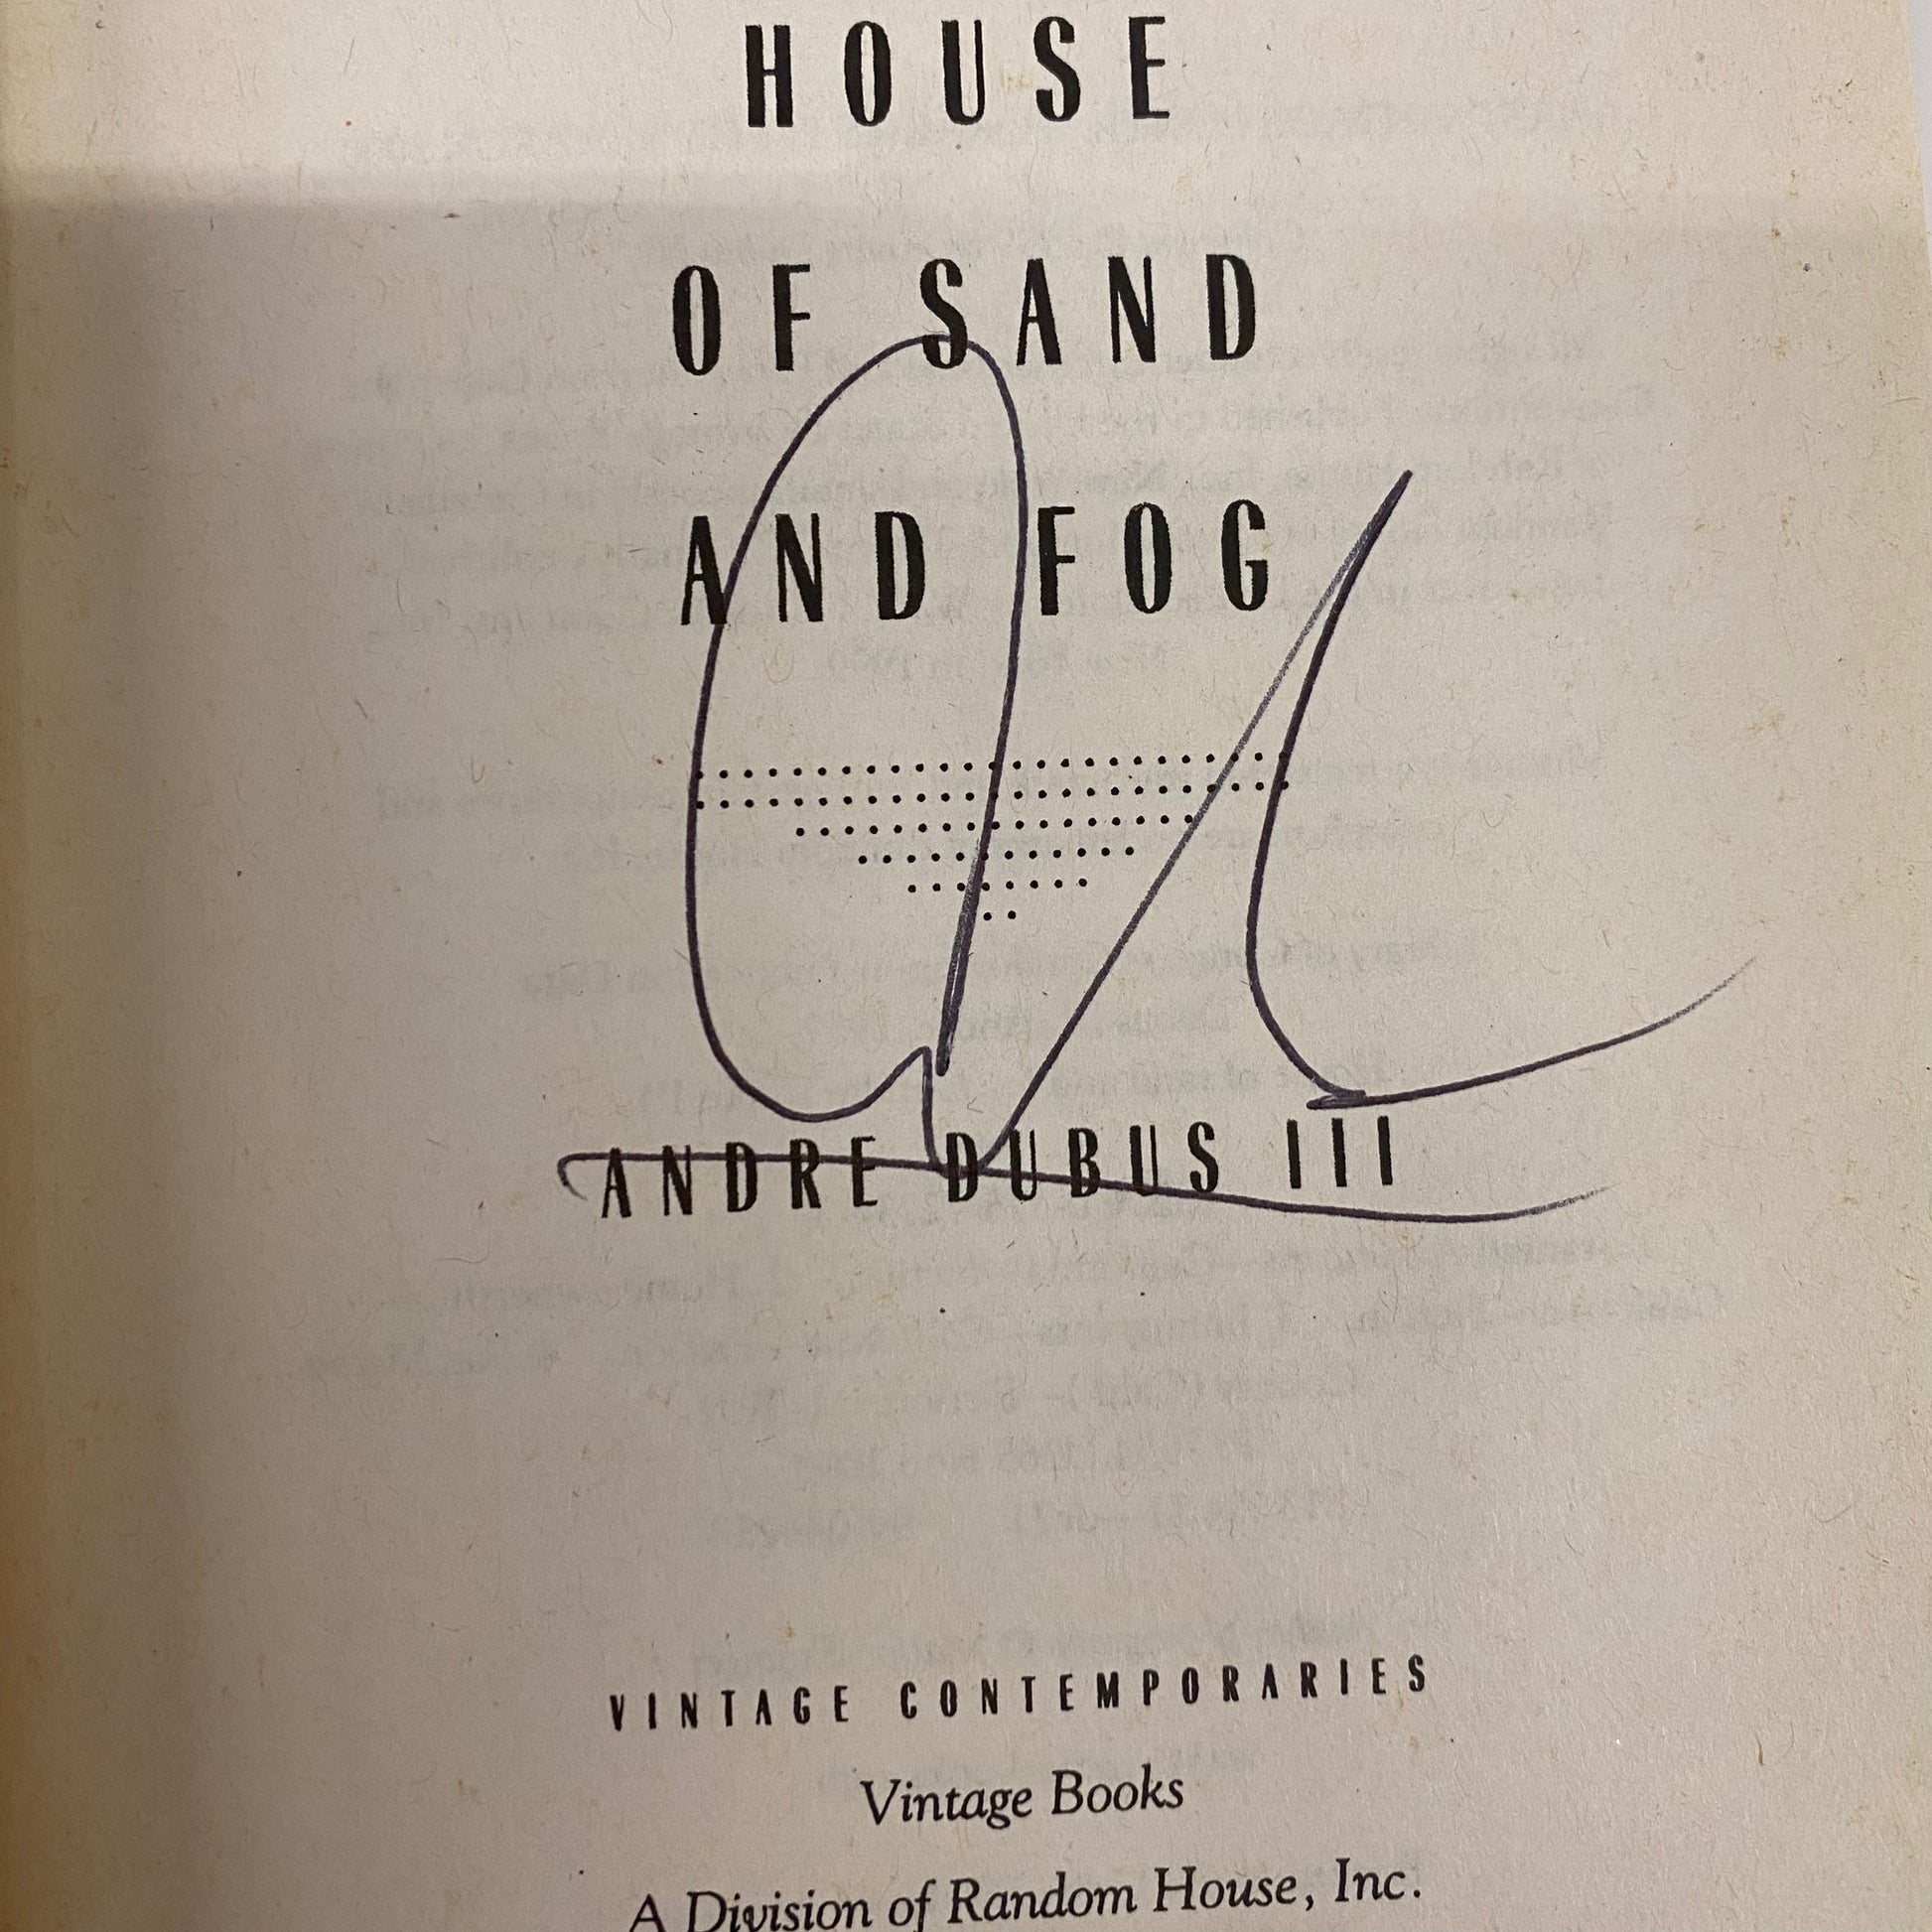 HOUSE
OF SAND
AND FOG
ANDRE DUBUS III
VINTAGE CONTEMPORARIES
Vintage Books
A Division of Random House, Inc.